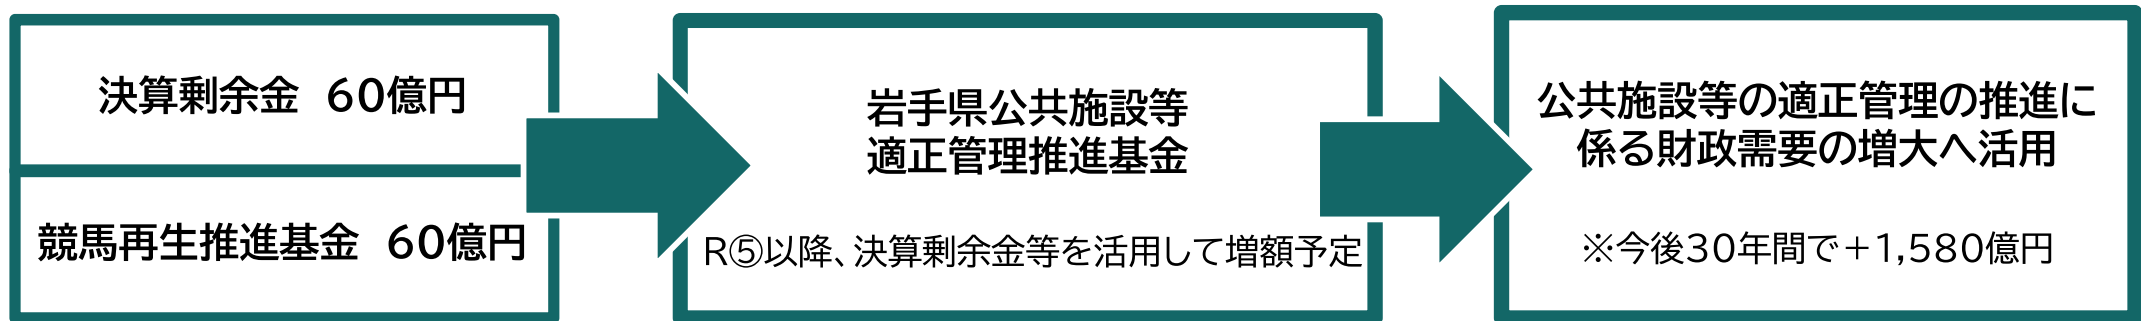 決算剰余金　60億円
競馬再生推進基金　60億円
岩手県公共施設等
適正管理推進基金
R⑤以降、決算剰余金等を活用して増額予定
公共施設等の適正管理の推進に
係る財政需要の増大へ活用
※今後30年間で＋1,580億円